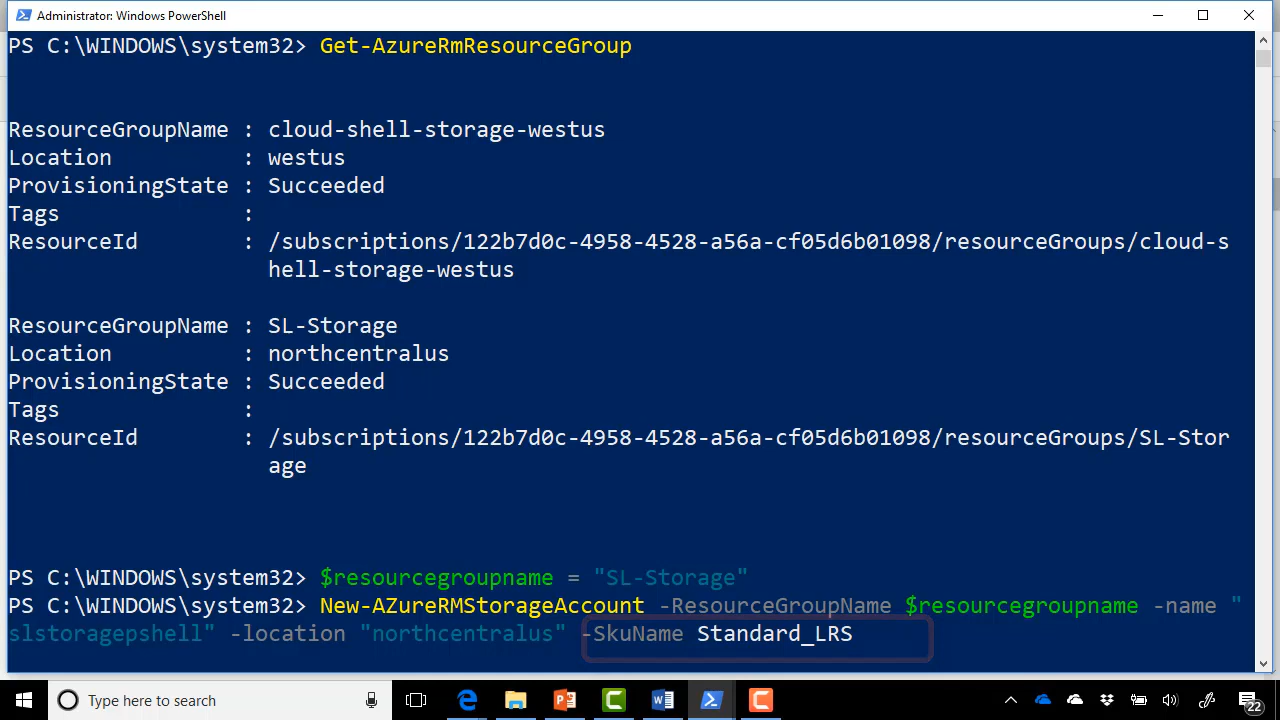 Administrator: Windows PowerShell
PS C:\WINDOWS\system32> Get-AzureRmResourceGroup
ResourceGroupName : cloud-shell-storage-westus
Location : westus
ProvisioningState : Succeeded
Tags :
ResourceId : /subscriptions/122b7d0c-4958-4528-a56a-cf05d6b01098/resourceGroups/cloud-s
hell-storage-westus
ResourceGroupName : SL-Storage
Location : northcentralus
ProvisioningState : Succeeded
Tags :
ResourceId : /subscriptions/122b7d0c-4958-4528-a56a-cf05d6b01098/resourceGroups/SL-Stor
age
PS C:\WINDOWS\system32> $resourcegroupname = "SL-Storage"
PS C:\WINDOWS\system32> New-AZureRMStorageAccount -ResourceGroupName $resourcegroupname -name "
slstoragepshell" -location "northcentralus" -SkuName Standard_LRS
Type here to search
22